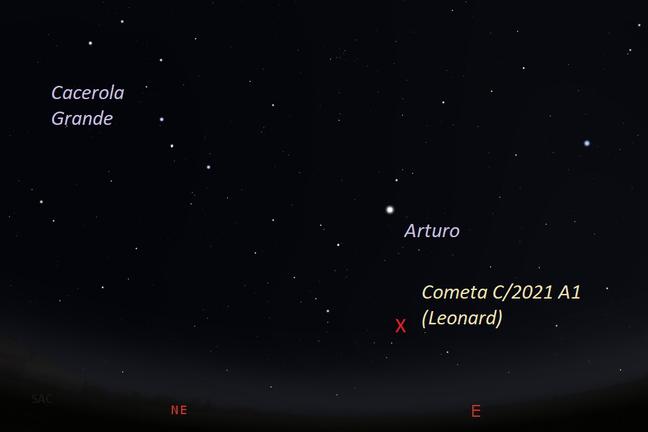 Cacerola
Grande
Arturo
Cometa C/2021 A1
(Leonard)
X
SAC
NE
E